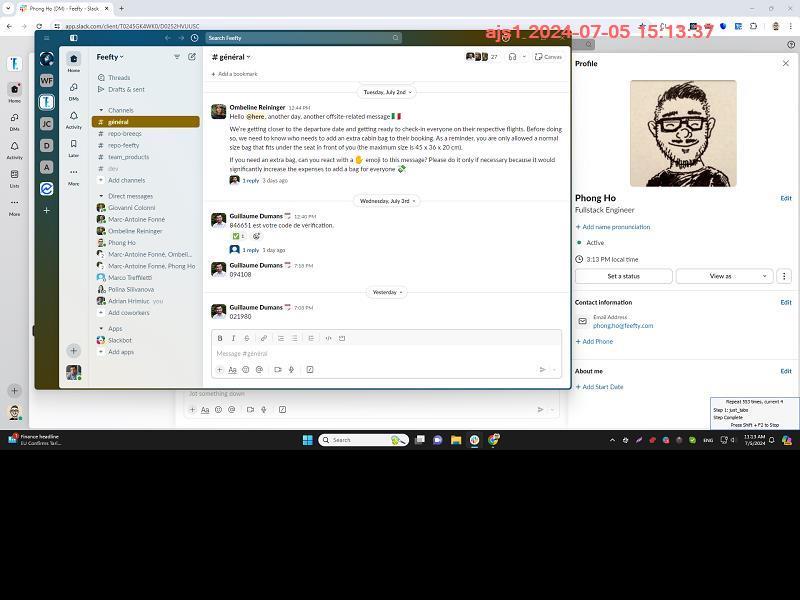 Phong Ho (DM) - Feefty - Slack
app.slack.com/client/T0245GK4WK0/D0252HVUUSC
ajs1 2024-07-05 15:13:37
Search Feefty
Feefty
Home
DMs
Activity
Later
More
WF
JC
D
A
Threads
Drafts & sent
Channels
# général
# repo-breeqs
# repo-feefty
# team_products
# dev
Add channels
Direct messages
Giovanni Colonni
Marc-Antoine Fonné
Ombeline Reininger
Phong Ho
Marc-Antoine Fonné, Ombeli...
Marc-Antoine Fonné, Phong Ho
Marco Treffiletti
Polina Silivanova
Adrian Hrimiuc you
Add coworkers
Apps
Slackbot
Add apps
# général
27
Canvas
+ Add a bookmark
Tuesday, July 2nd
Ombeline Reininger 12:44 PM
Hello @here, another day, another offsite-related message
We're getting closer to the departure date and getting ready to check-in everyone on their respective flights. Before doing
so, we need to know who needs to add an extra cabin bag to their booking. As a reminder, you are only allowed a normal
size bag that fits under the seat in front of you (the maximum size is 45 x 36 x 20 cm).
If you need an extra bag, can you react with a emoji to this message? Please do it only if necessary because it would
significantly increase the expenses to add a bag for everyone
1 reply 3 days ago
Wednesday, July 3rd
Guillaume Dumans 12:40 PM
846651 est votre code de vérification.
1
1 reply 1 day ago
Guillaume Dumans 7:18 PM
094108
Yesterday
Guillaume Dumans 7:08 PM
021980
Message #général
Jot something down
Home
DMs
Activity
Lists
More
Profile
Phong Ho
Edit
Fullstack Engineer
+ Add name pronunciation
Active
3:13 PM local time
Set a status
View as
Contact information
Edit
Email Address
phong.ho@feefty.com
+ Add Phone
About me
Edit
+ Add Start Date
Repeat 553 times, current 4
Step 1: just_tabs
Step Complete
Press Shift + F2 to Stop
Finance headline
EU Confirms Tari...
Search
ENG
11:13 AM
7/5/2024